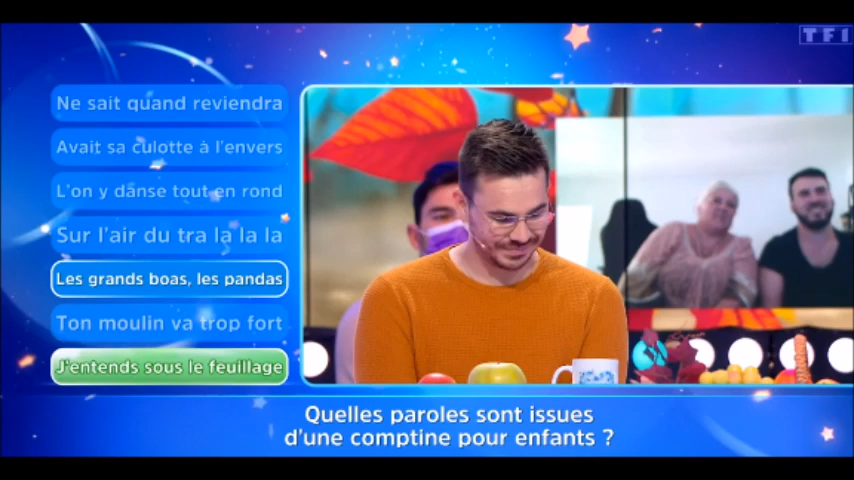 TF1
Ne sait quand reviendra
Avait sa culotte à l'envers
L'on y danse tout en rond
Sur l'air du tra la la la
Les grands boas, les pandas
Ton moulin va trop fort
J'entends sous le feuillage
Quelles paroles sont issues
d'une comptine pour enfants ?